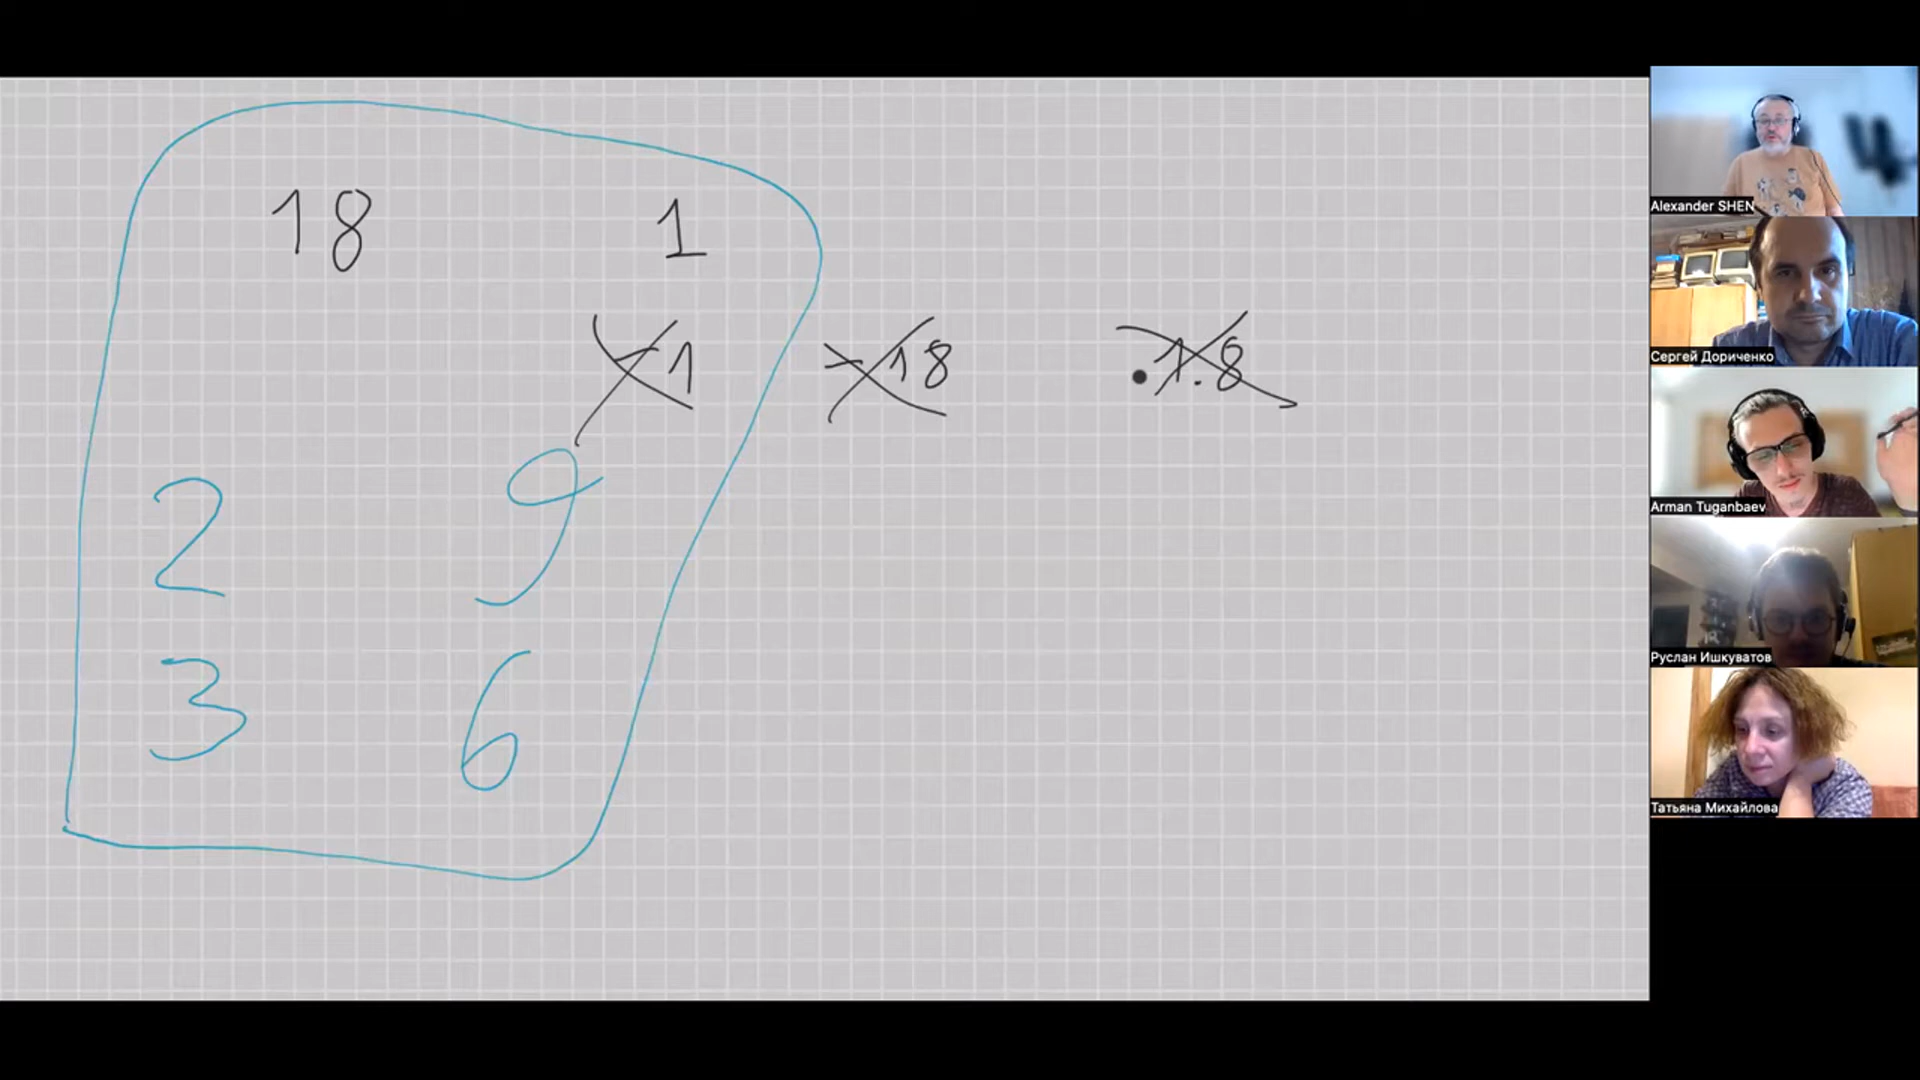 18 1
-1 -18 1.8
2 9
3 6
Alexander SHEN
Сергей Дориченко
Arman Tuganbaev
Руслан Ишкуватов
Татьяна Михайлова